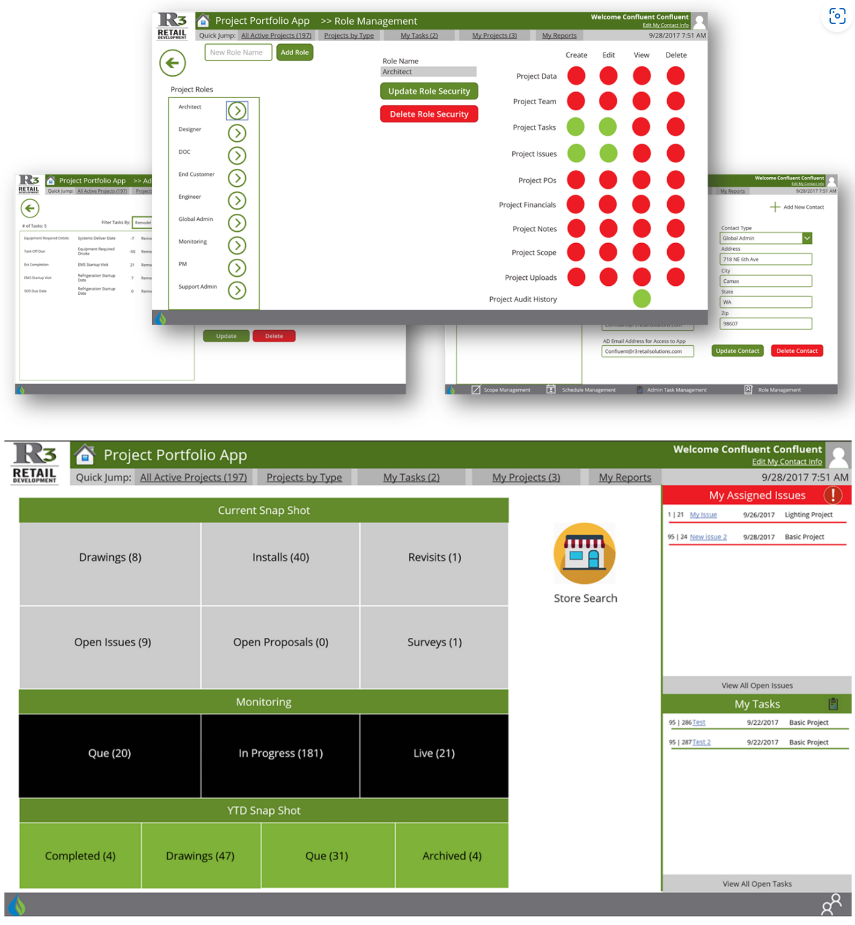 R3
RETAIL
DEVELOPMENT
Project Portfolio App >> Role Management
Welcome Confluent Confluent
Edit My Contact Info
Quick Jump: All Active Projects (197) Projects by Type My Tasks (2) My Projects (3) My Reports 9/28/2017 7:51 AM
New Role Name Add Role
Role Name
Architect
Update Role Security
Delete Role Security
Project Roles
Architect
Designer
DOC
End Customer
Engineer
Global Admin
Monitoring
PM
Support Admin
Create Edit View Delete
Project Data
Project Team
Project Tasks
Project Issues
Project POs
Project Financials
Project Notes
Project Scope
Project Uploads
Project Audit History
R3
RETAIL
DEVELOPMENT
Project Portfolio App >> Ad
Quick Jump: All Active Projects (197) Project
# of Tasks: 5
Filter Tasks By: Remodel
Equipment Required Onsite Systems Deliver Date -7 Remo
Task Off Due Equipment Required Onsite -60 Remo
Dot Completion EMS Startup Visit 21 Remo
EMS Startup Visit Refrigeration Startup Date 7 Remo
Refrigeration Startup Date 0 Remo
Update Delete
Welcome Confluent Confluent
Edit My Contact Info
My Reports 9/28/2017 7:51 AM
Add New Contact
Contact Type
Global Admin
Address
718 NE 6th Ave
City
Camas
State
WA
Zip
98607
AD Email Address for Access to App
Confluent@r3retailsolutions.com
Update Contact Delete Contact
Scope Management Schedule Management Admin Task Management Role Management
R3
RETAIL
DEVELOPMENT
Project Portfolio App
Welcome Confluent Confluent
Edit My Contact Info
Quick Jump: All Active Projects (197) Projects by Type My Tasks (2) My Projects (3) My Reports 9/28/2017 7:51 AM
Current Snap Shot
Drawings (8) Installs (40) Revisits (1)
Open Issues (9) Open Proposals (0) Surveys (1)
Monitoring
Que (20) In Progress (181) Live (21)
YTD Snap Shot
Completed (4) Drawings (47) Que (31) Archived (4)
Store Search
My Assigned Issues
1 | 21 My Issue 9/26/2017 Lighting Project
95 | 24 New Issue 2 9/28/2017 Basic Project
View All Open Issues
My Tasks
95 | 286 Test 9/22/2017 Basic Project
95 | 287 Test 2 9/22/2017 Basic Project
View All Open Tasks